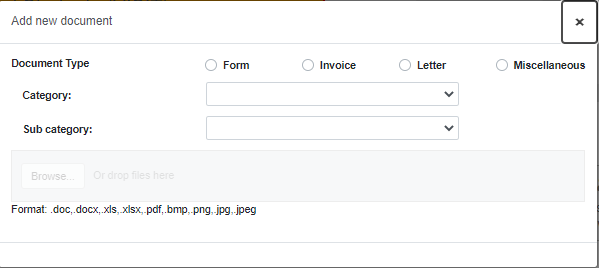 Add new document
×
Document Type
Form
Invoice
Letter
Miscellaneous
Category:
Sub category:
Browse... Or drop files here
Format: .doc,.docx,.xls,.xlsx,.pdf,.bmp,.png,.jpg,.jpeg